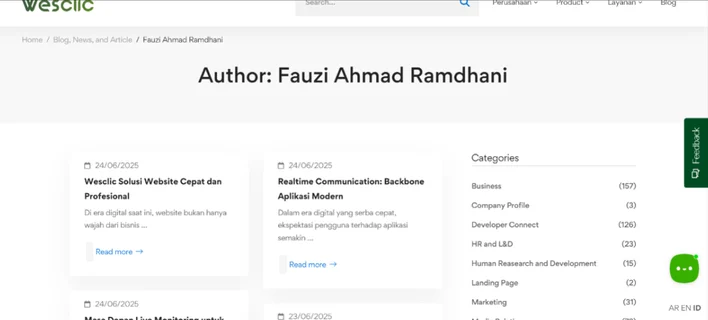 Wesclic
Search...
Perusahaan
Product
Layanan
Blog
Home / Blog, News, and Article / Fauzi Ahmad Ramdhani
Author: Fauzi Ahmad Ramdhani
24/06/2025
Wesclic Solusi Website Cepat dan
Profesional
Di era digital saat ini, website bukan hanya
wajah dari bisnis ...
Read more →
24/06/2025
24/06/2025
Realtime Communication: Backbone
Aplikasi Modern
Dalam era digital yang serba cepat,
ekspektasi pengguna terhadap aplikasi
semakin ...
Read more →
23/06/2025
Categories
Business (157)
Company Profile (3)
Developer Connect (126)
HR and L&D (23)
Human Reasearch and Development (15)
Landing Page (2)
Marketing (31)
Feedback
AR EN ID